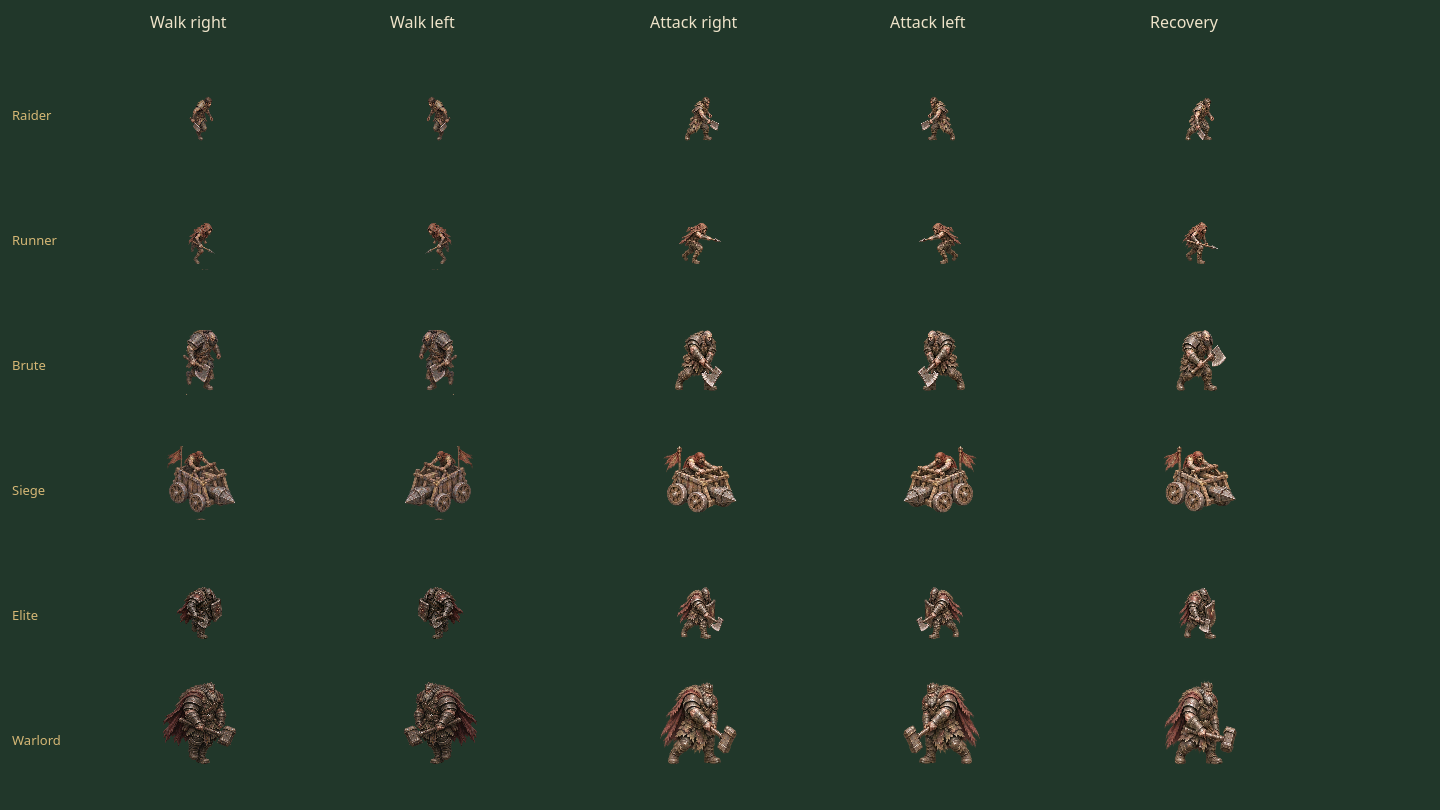 Walk right
Walk left
Attack right
Attack left
Recovery
Raider
Runner
Brute
Siege
Elite
Warlord